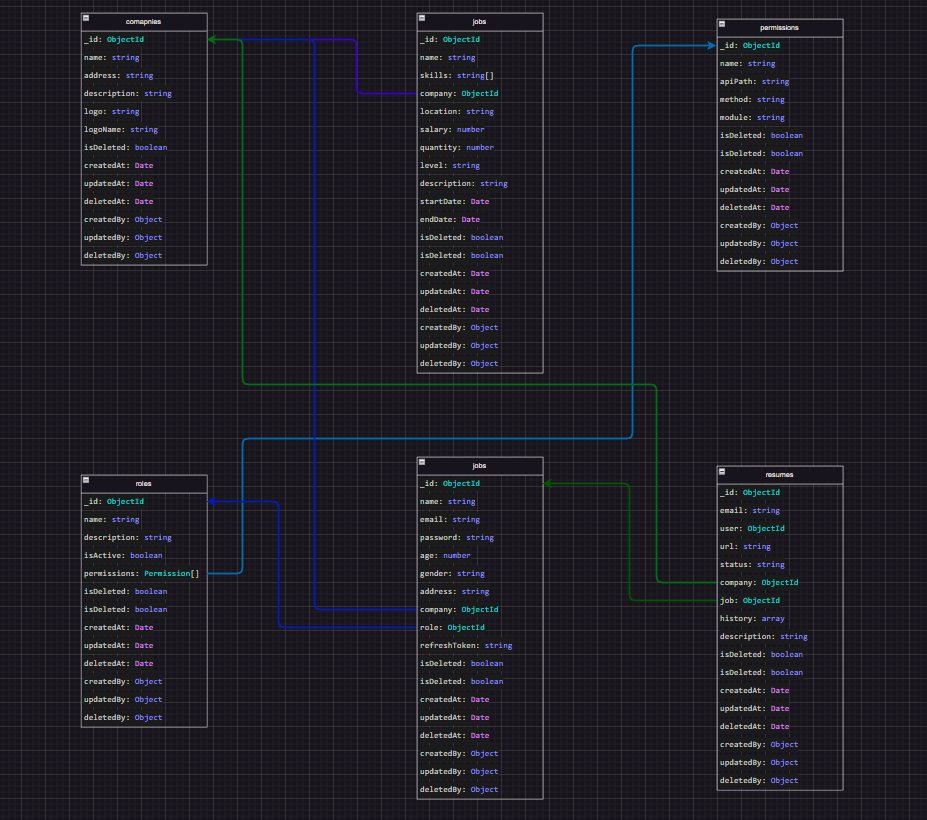 comapnies
_id: ObjectId
name: string
address: string
description: string
logo: string
logoName: string
isDeleted: boolean
createdAt: Date
updatedAt: Date
deletedAt: Date
createdBy: Object
updatedBy: Object
deletedBy: Object
jobs
_id: ObjectId
name: string
skills: string[]
company: ObjectId
location: string
salary: number
quantity: number
level: string
description: string
startDate: Date
endDate: Date
isDeleted: boolean
isDeleted: boolean
createdAt: Date
updatedAt: Date
deletedAt: Date
createdBy: Object
updatedBy: Object
deletedBy: Object
permissions
_id: ObjectId
name: string
apiPath: string
method: string
module: string
isDeleted: boolean
isDeleted: boolean
createdAt: Date
updatedAt: Date
deletedAt: Date
createdBy: Object
updatedBy: Object
deletedBy: Object
roles
_id: ObjectId
name: string
description: string
isActive: boolean
permissions: Permission[]
isDeleted: boolean
isDeleted: boolean
createdAt: Date
updatedAt: Date
deletedAt: Date
createdBy: Object
updatedBy: Object
deletedBy: Object
jobs
_id: ObjectId
name: string
email: string
password: string
age: number
gender: string
address: string
company: ObjectId
role: ObjectId
refreshToken: string
isDeleted: boolean
isDeleted: boolean
createdAt: Date
updatedAt: Date
deletedAt: Date
createdBy: Object
updatedBy: Object
deletedBy: Object
resumes
_id: ObjectId
email: string
user: ObjectId
url: string
status: string
company: ObjectId
job: ObjectId
history: array
description: string
isDeleted: boolean
isDeleted: boolean
createdAt: Date
updatedAt: Date
deletedAt: Date
createdBy: Object
updatedBy: Object
deletedBy: Object